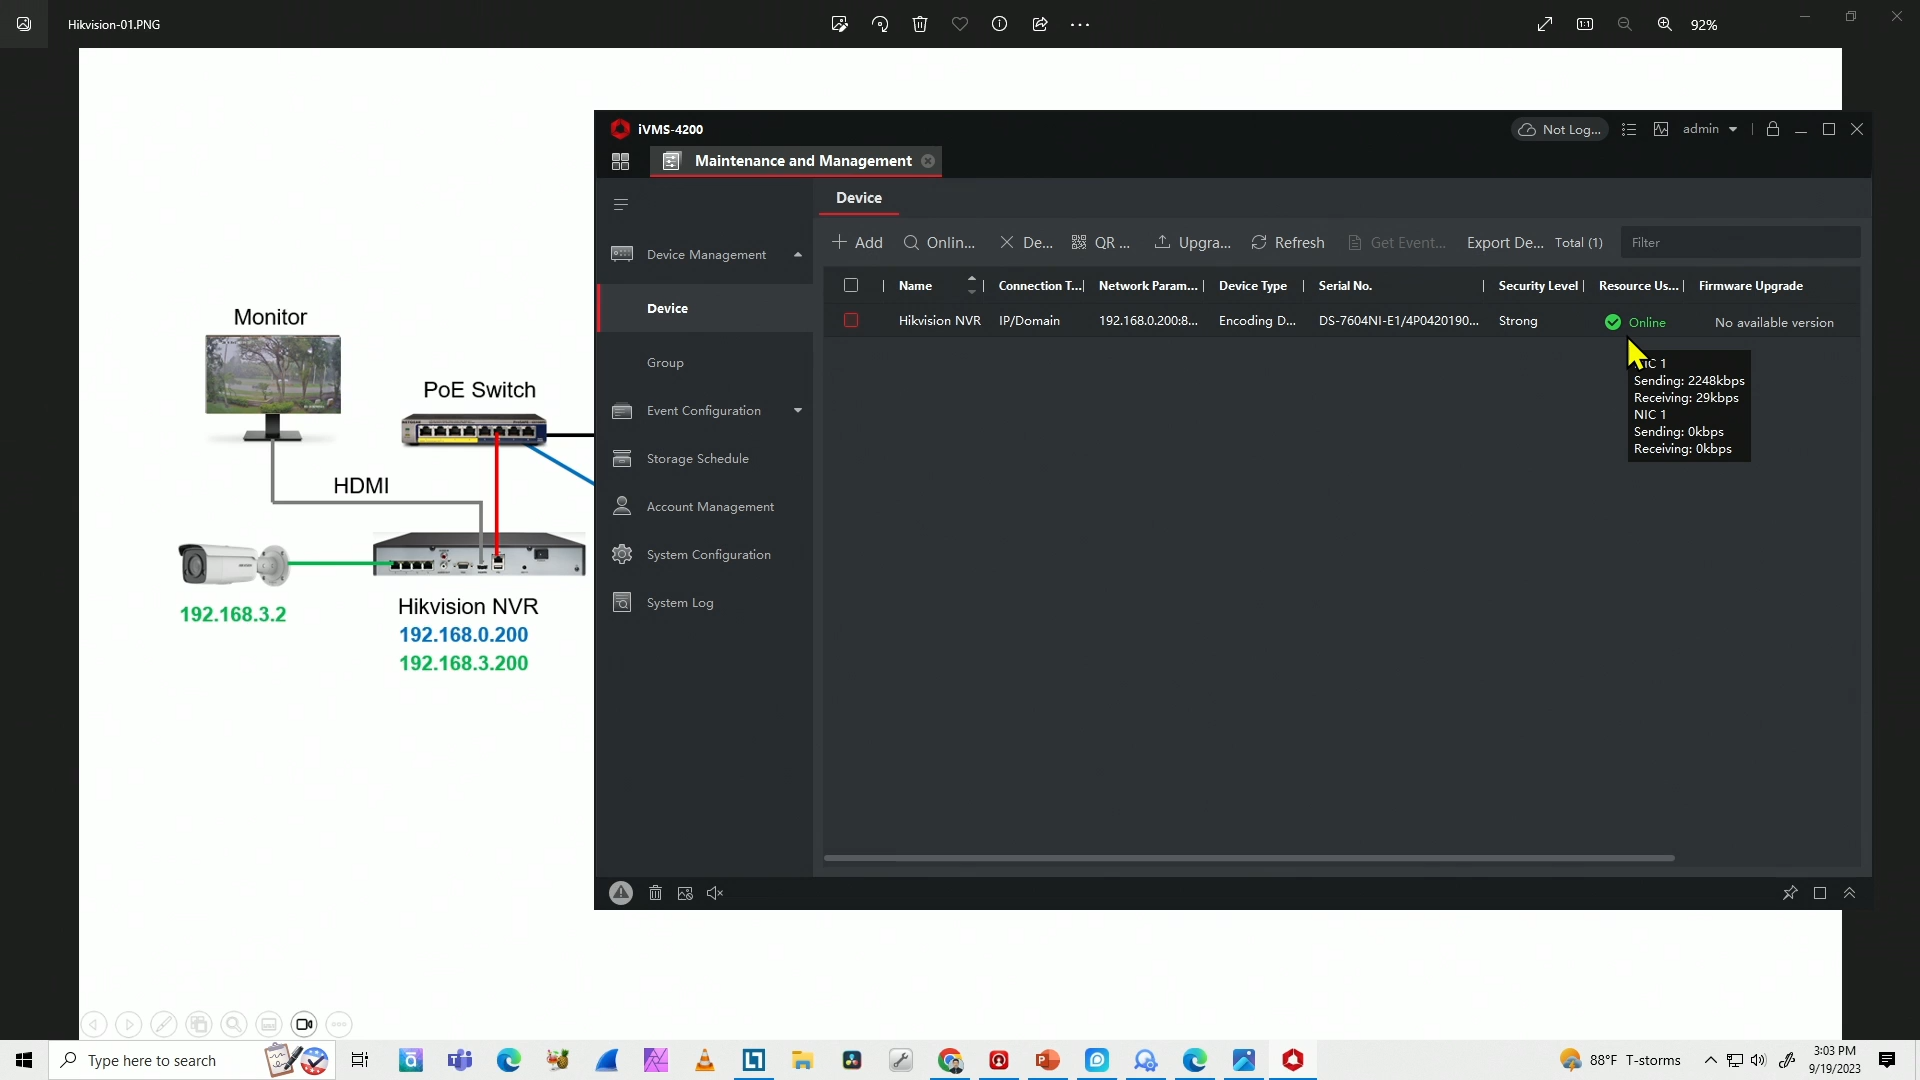 Hikvision-01.PNG
92%
iVMS-4200
Not Log...
admin
Maintenance and Management
Device
Add
Onlin...
De...
QR ...
Upgra...
Refresh
Get Event...
Export De...
Total (1)
Filter
Name
Connection T...
Network Param...
Device Type
Serial No.
Security Level
Resource Us...
Firmware Upgrade
Hikvision NVR
IP/Domain
192.168.0.200:8...
Encoding D...
DS-7604NI-E1/4P0420190...
Strong
Online
No available version
IC 1
Sending: 2248kbps
Receiving: 29kbps
NIC 1
Sending: 0kbps
Receiving: 0kbps
Device Management
Device
Group
Event Configuration
Storage Schedule
Account Management
System Configuration
System Log
Monitor
PoE Switch
HDMI
192.168.3.2
Hikvision NVR
192.168.0.200
192.168.3.200
Type here to search
88°F T-storms
3:03 PM
9/19/2023